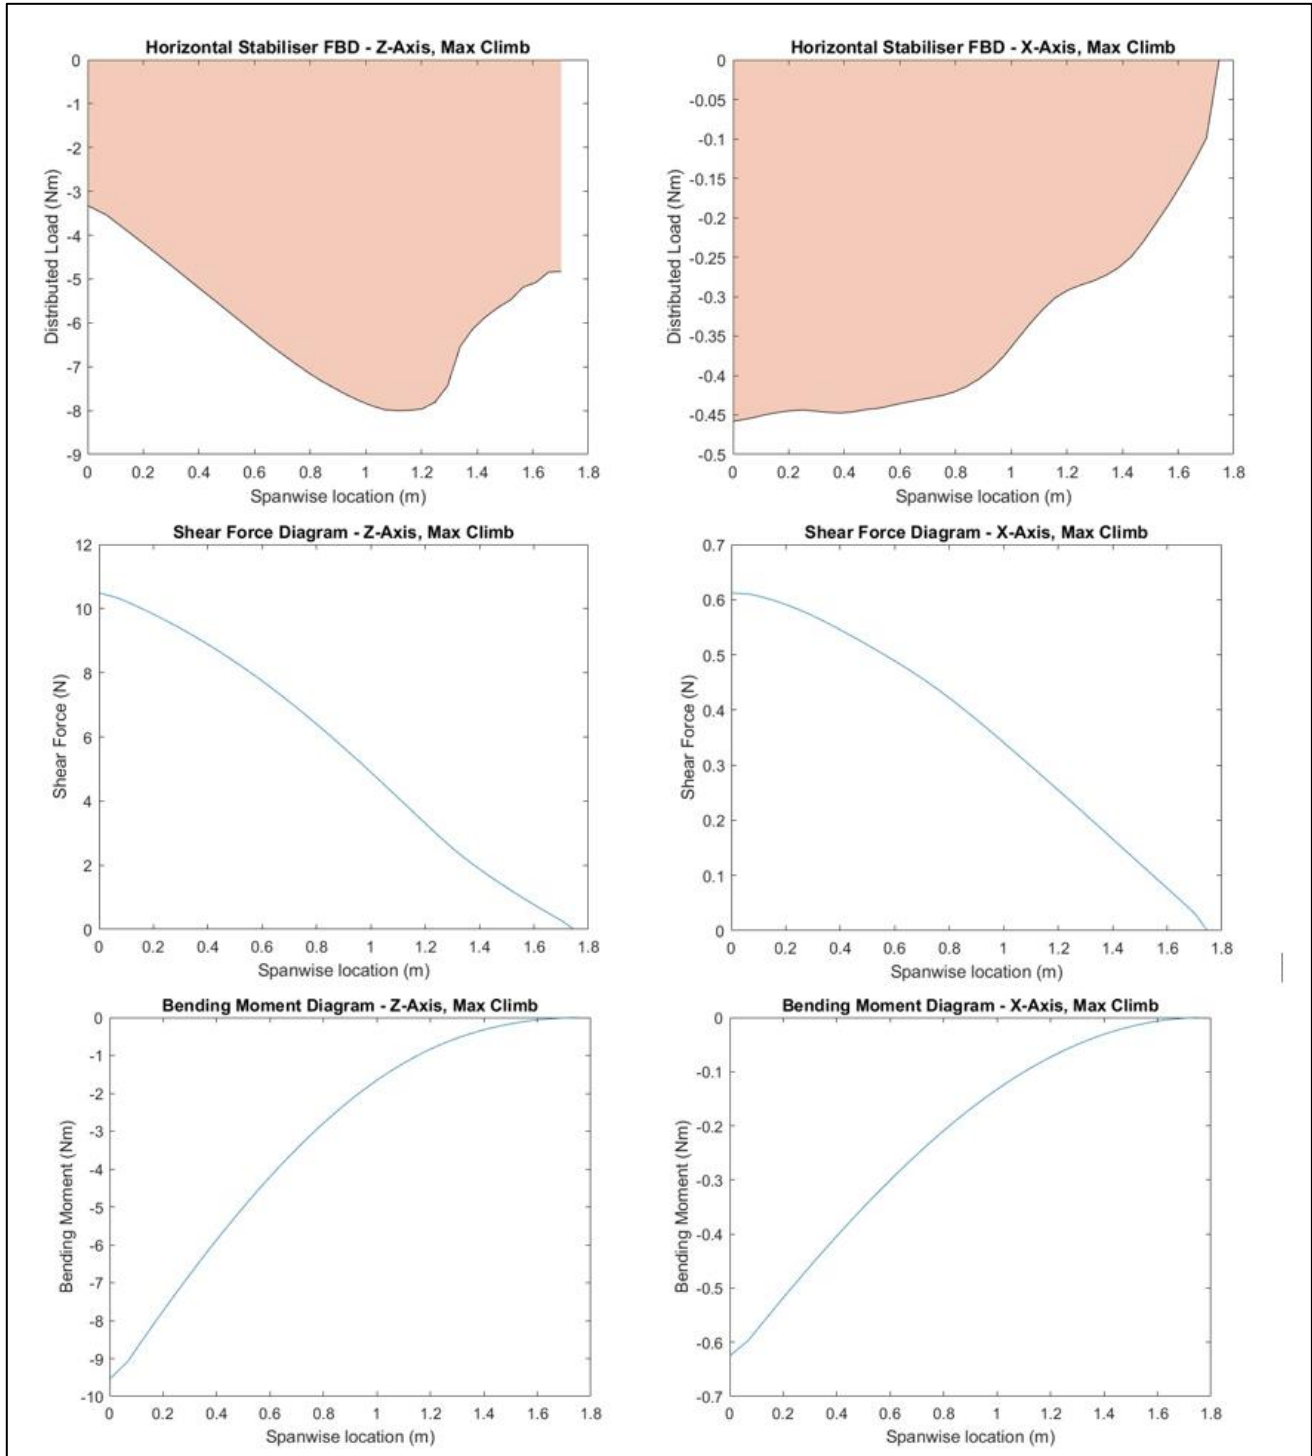 Horizontal Stabiliser FBD - Z-Axis, Max Climb
0
-1
-2
-3
-4
-5
-6
-7
-8
-9
Distributed Load (Nm)
0 0.2 0.4 0.6 0.8 1 1.2 1.4 1.6 1.8
Spanwise location (m)
Horizontal Stabiliser FBD - X-Axis, Max Climb
0
-0.05
-0.1
-0.15
-0.2
-0.25
-0.3
-0.35
-0.4
-0.45
-0.5
Distributed Load (Nm)
0 0.2 0.4 0.6 0.8 1 1.2 1.4 1.6 1.8
Spanwise location (m)
Shear Force Diagram - Z-Axis, Max Climb
12
10
8
6
4
2
0
Shear Force (N)
0 0.2 0.4 0.6 0.8 1 1.2 1.4 1.6 1.8
Spanwise location (m)
Shear Force Diagram - X-Axis, Max Climb
0.7
0.6
0.5
0.4
0.3
0.2
0.1
0
Shear Force (N)
0 0.2 0.4 0.6 0.8 1 1.2 1.4 1.6 1.8
Spanwise location (m)
Bending Moment Diagram - Z-Axis, Max Climb
0
-1
-2
-3
-4
-5
-6
-7
-8
-9
-10
Bending Moment (Nm)
0 0.2 0.4 0.6 0.8 1 1.2 1.4 1.6 1.8
Spanwise location (m)
Bending Moment Diagram - X-Axis, Max Climb
0
-0.1
-0.2
-0.3
-0.4
-0.5
-0.6
-0.7
Bending Moment (Nm)
0 0.2 0.4 0.6 0.8 1 1.2 1.4 1.6 1.8
Spanwise location (m)